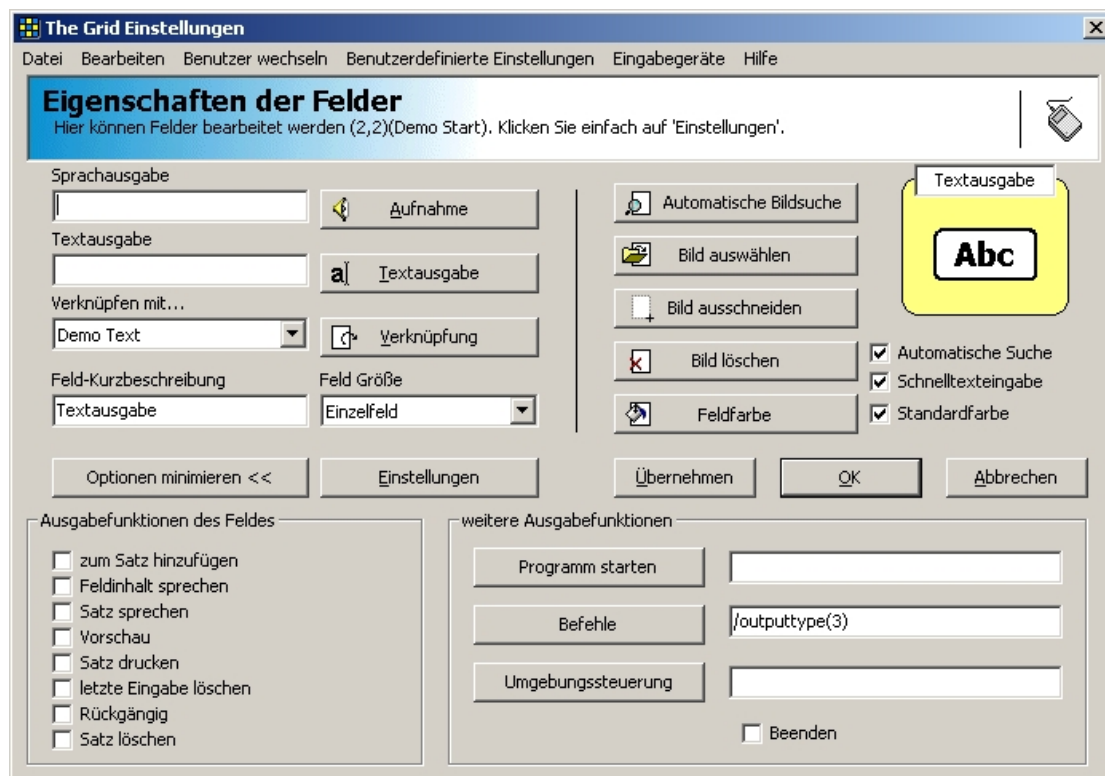 The Grid Einstellungen
Datei Bearbeiten Benutzer wechseln Benutzerdefinierte Einstellungen Eingabegeräte Hilfe
Eigenschaften der Felder
Hier können Felder bearbeitet werden (2,2)(Demo Start). Klicken Sie einfach auf 'Einstellungen'.
Sprachausgabe
Aufnahme
Textausgabe
Textausgabe
Verknüpfen mit...
Demo Text
Verknüpfung
Feld-Kurzbeschreibung
Feld Größe
Textausgabe
Einzelfeld
Automatische Bildsuche
Bild auswählen
Bild ausschneiden
Bild löschen
Feldfarbe
Textausgabe
Abc
Automatische Suche
Schnelltexteingabe
Standardfarbe
Optionen minimieren <<
Einstellungen
Übernehmen
OK
Abbrechen
Ausgabefunktionen des Feldes
zum Satz hinzufügen
Feldinhalt sprechen
Satz sprechen
Vorschau
Satz drucken
letzte Eingabe löschen
Rückgängig
Satz löschen
weitere Ausgabefunktionen
Programm starten
Befehle
/outputtype(3)
Umgebungssteuerung
Beenden